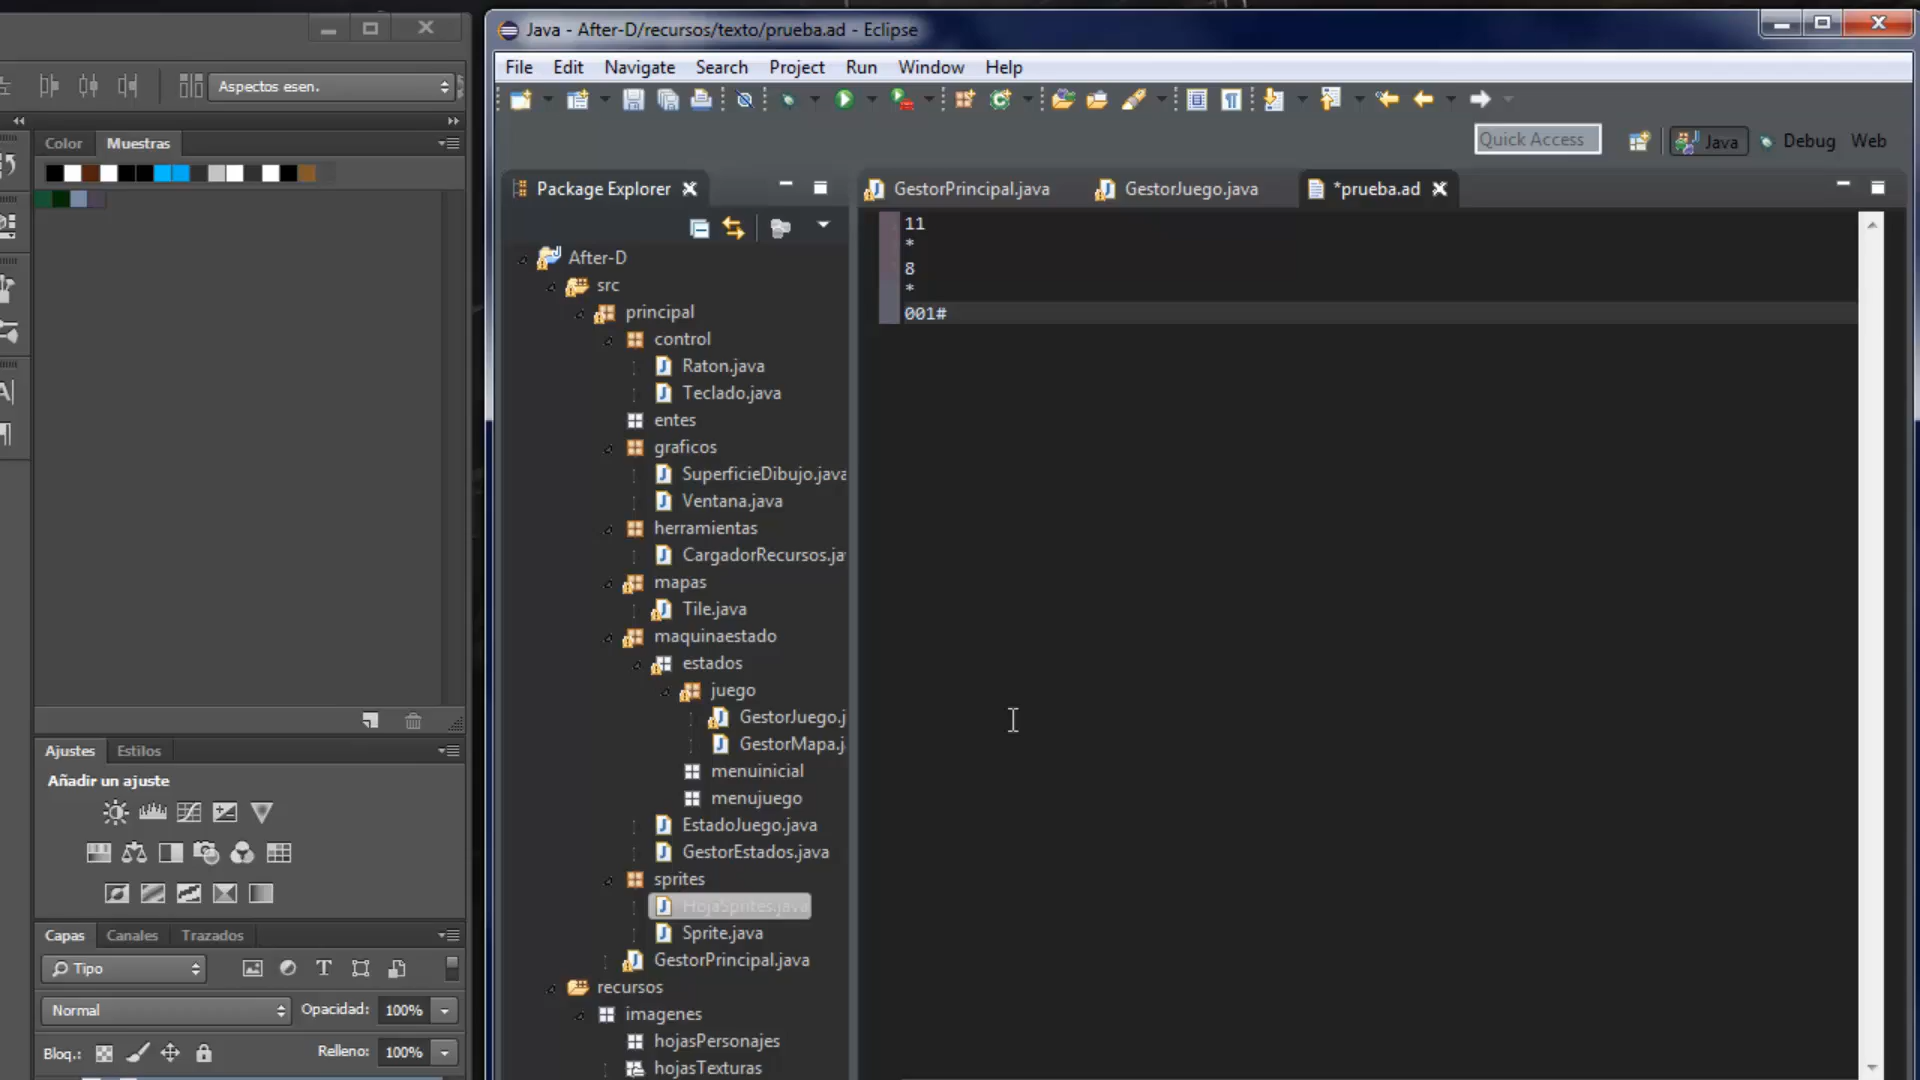 Aspectos esen.
Color Muestras
Ajustes Estilos
Añadir un ajuste
Capas Canales Trazados
Tipo
Normal Opacidad: 100%
Bloq.: Relleno: 100%
Java - After-D/recursos/texto/prueba.ad - Eclipse
File Edit Navigate Search Project Run Window Help
Quick Access Java Debug Web
Package Explorer
After-D
src
principal
control
Raton.java
Teclado.java
entes
graficos
SuperficieDibujo.java
Ventana.java
herramientas
CargadorRecursos.ja
mapas
Tile.java
maquinaestado
estados
juego
GestorJuego.j
GestorMapa.j
menuinicial
menujuego
EstadoJuego.java
GestorEstados.java
sprites
HojaSprites.java
Sprite.java
GestorPrincipal.java
recursos
imagenes
hojasPersonajes
hojasTexturas
GestorPrincipal.java GestorJuego.java *prueba.ad
11
*
8
*
001#